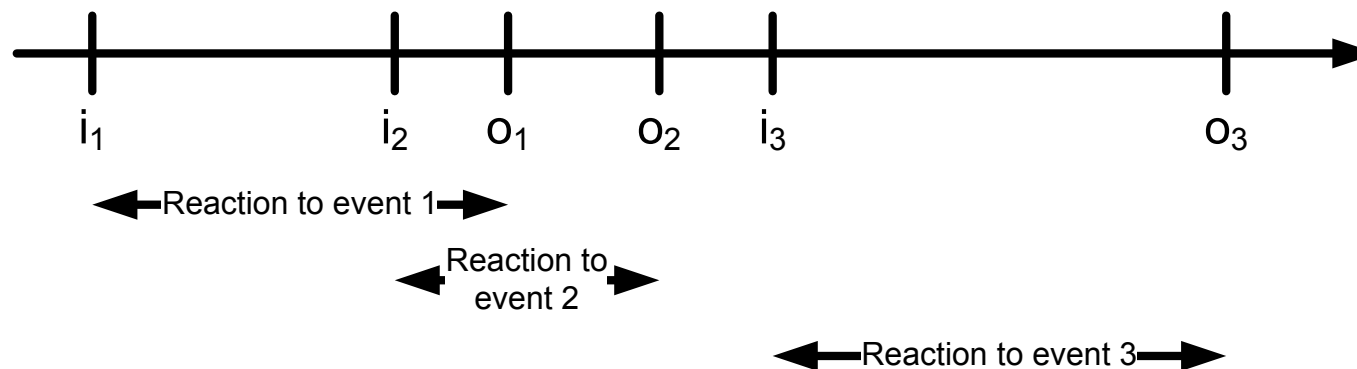 i₁ i₂ o₁ o₂ i₃ o₃
Reaction to event 1
Reaction to
event 2
Reaction to event 3